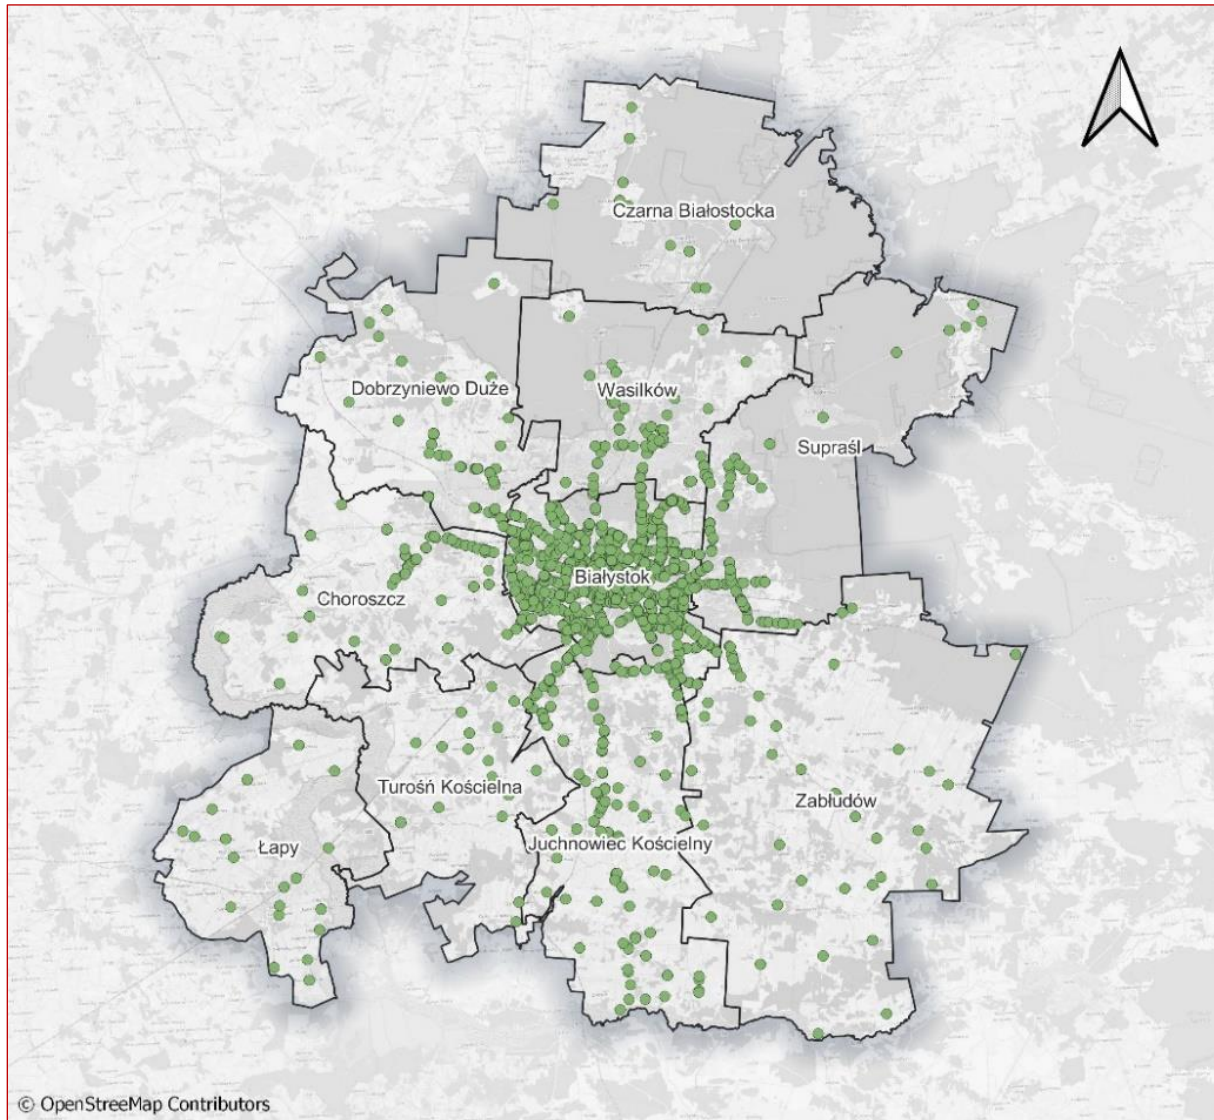 Czarna Białostocka
Dobrzyniewo Duże
Wasilków
Supraśl
Białystok
Choroszcz
Turośń Kościelna
Zabłudów
Łapy
Juchnowiec Kościelny
© OpenStreeMap Contributors